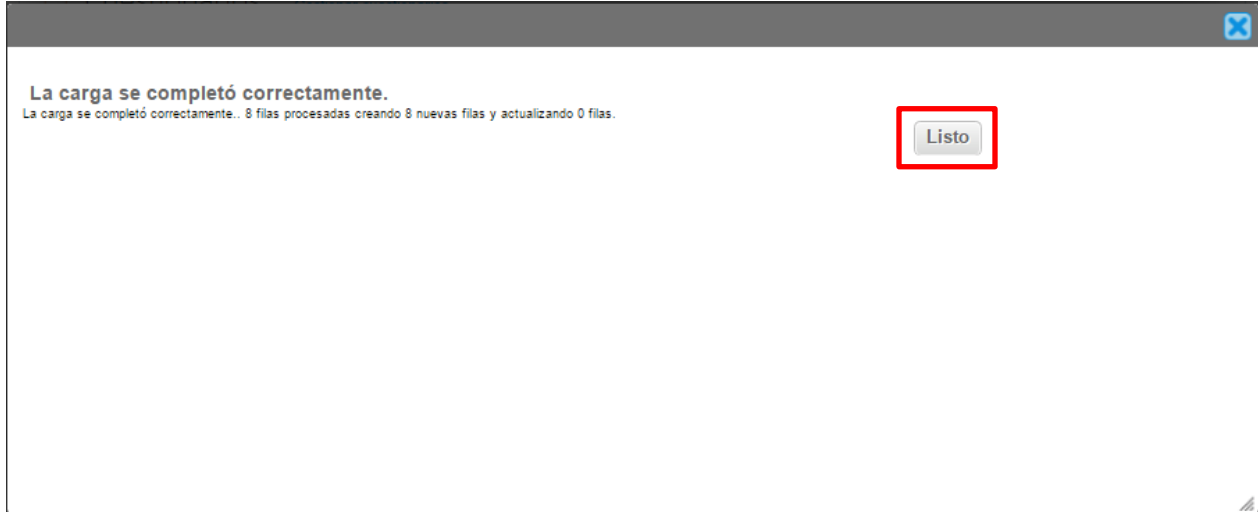 La carga se completó correctamente.
La carga se completó correctamente.. 8 filas procesadas creando 8 nuevas filas y actualizando 0 filas.
Listo